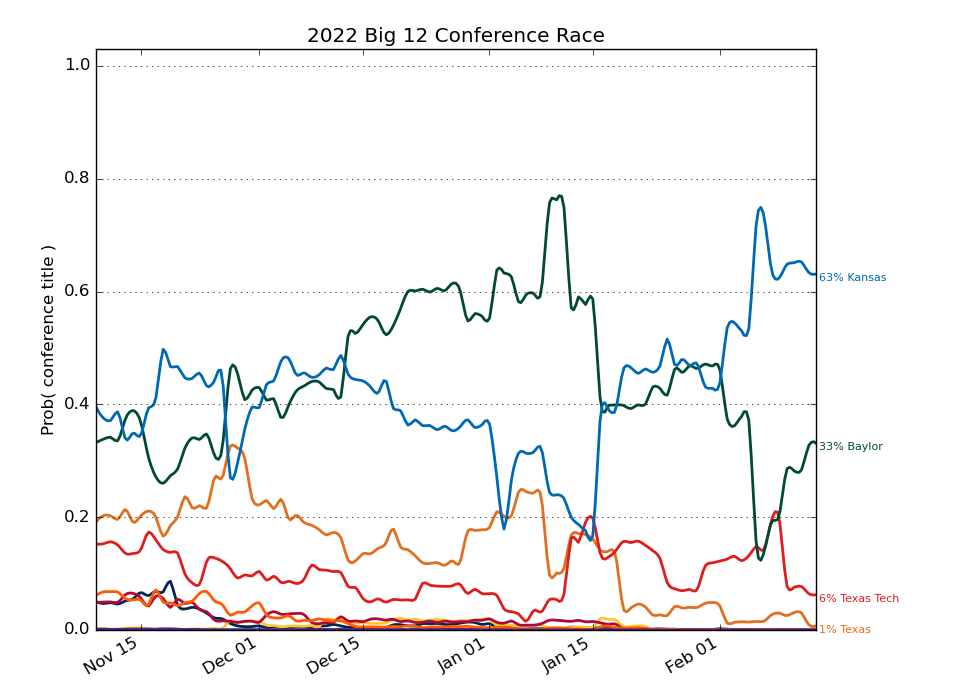 2022 Big 12 Conference Race
Prob( conference title )
1.0
0.8
0.6
0.4
0.2
0.0
63% Kansas
33% Baylor
6% Texas Tech
1% Texas
Nov 15
Dec 01
Dec 15
Jan 01
Jan 15
Feb 01